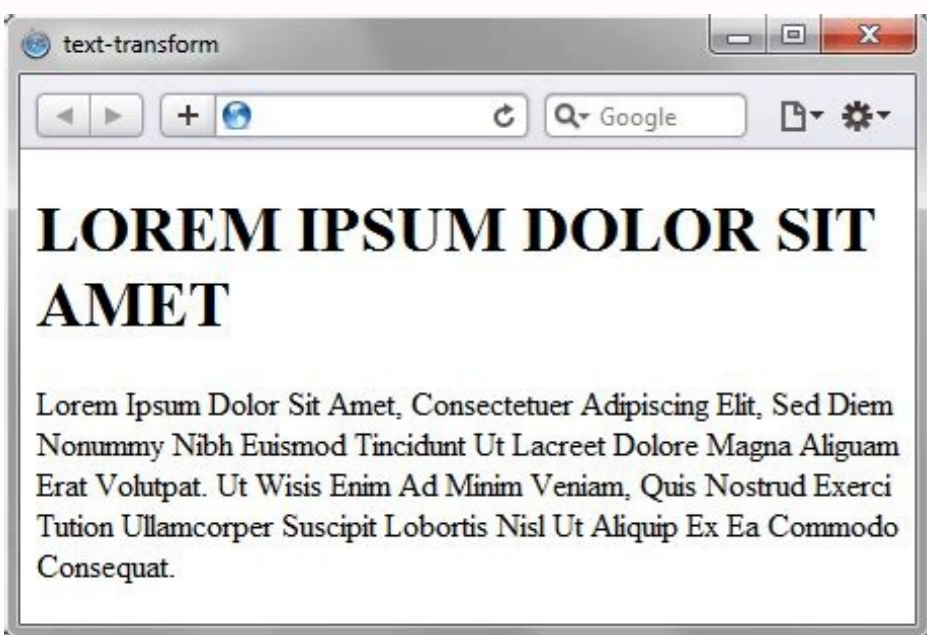 text-transform
Google
LOREM IPSUM DOLOR SIT
AMET
Lorem Ipsum Dolor Sit Amet, Consectetuer Adipiscing Elit, Sed Diem
Nonummy Nibh Euismod Tincidunt Ut Lacreet Dolore Magna Aliguam
Erat Volutpat. Ut Wisis Enim Ad Minim Veniam, Quis Nostrud Exerci
Tution Ullamcorper Suscipit Lobortis Nisl Ut Aliquip Ex Ea Commodo
Consequat.